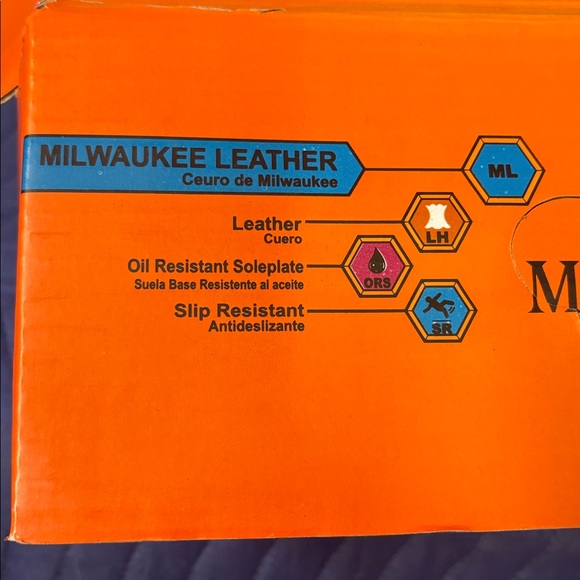 MILWAUKEE LEATHER
Ceuro de Milwaukee
ML
Leather
Cuero
LH
Oil Resistant Soleplate
Suela Base Resistente al aceite
ORS
M
Slip Resistant
Antideslizante
SR